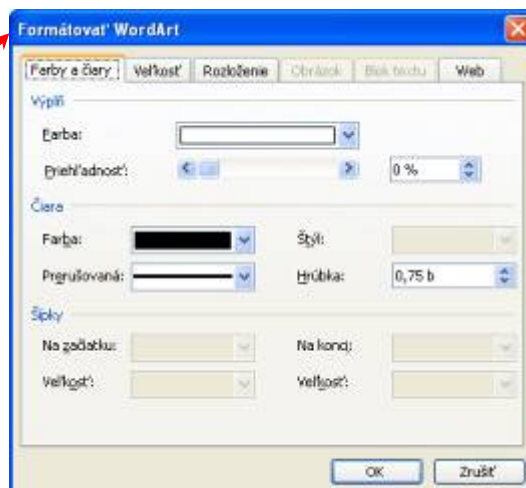 Formátovať WordArt
Farby a čiary Veľkosť Rozloženie Obrázok Blok textu Web
Výplň
Farba:
Priehľadnosť: 0 %
Čiara
Farba: Štýl:
Prerušovaná: Hrúbka: 0,75 b
Šípky
Na začiatku: Na konci:
Veľkosť: Veľkosť:
OK Zrušiť